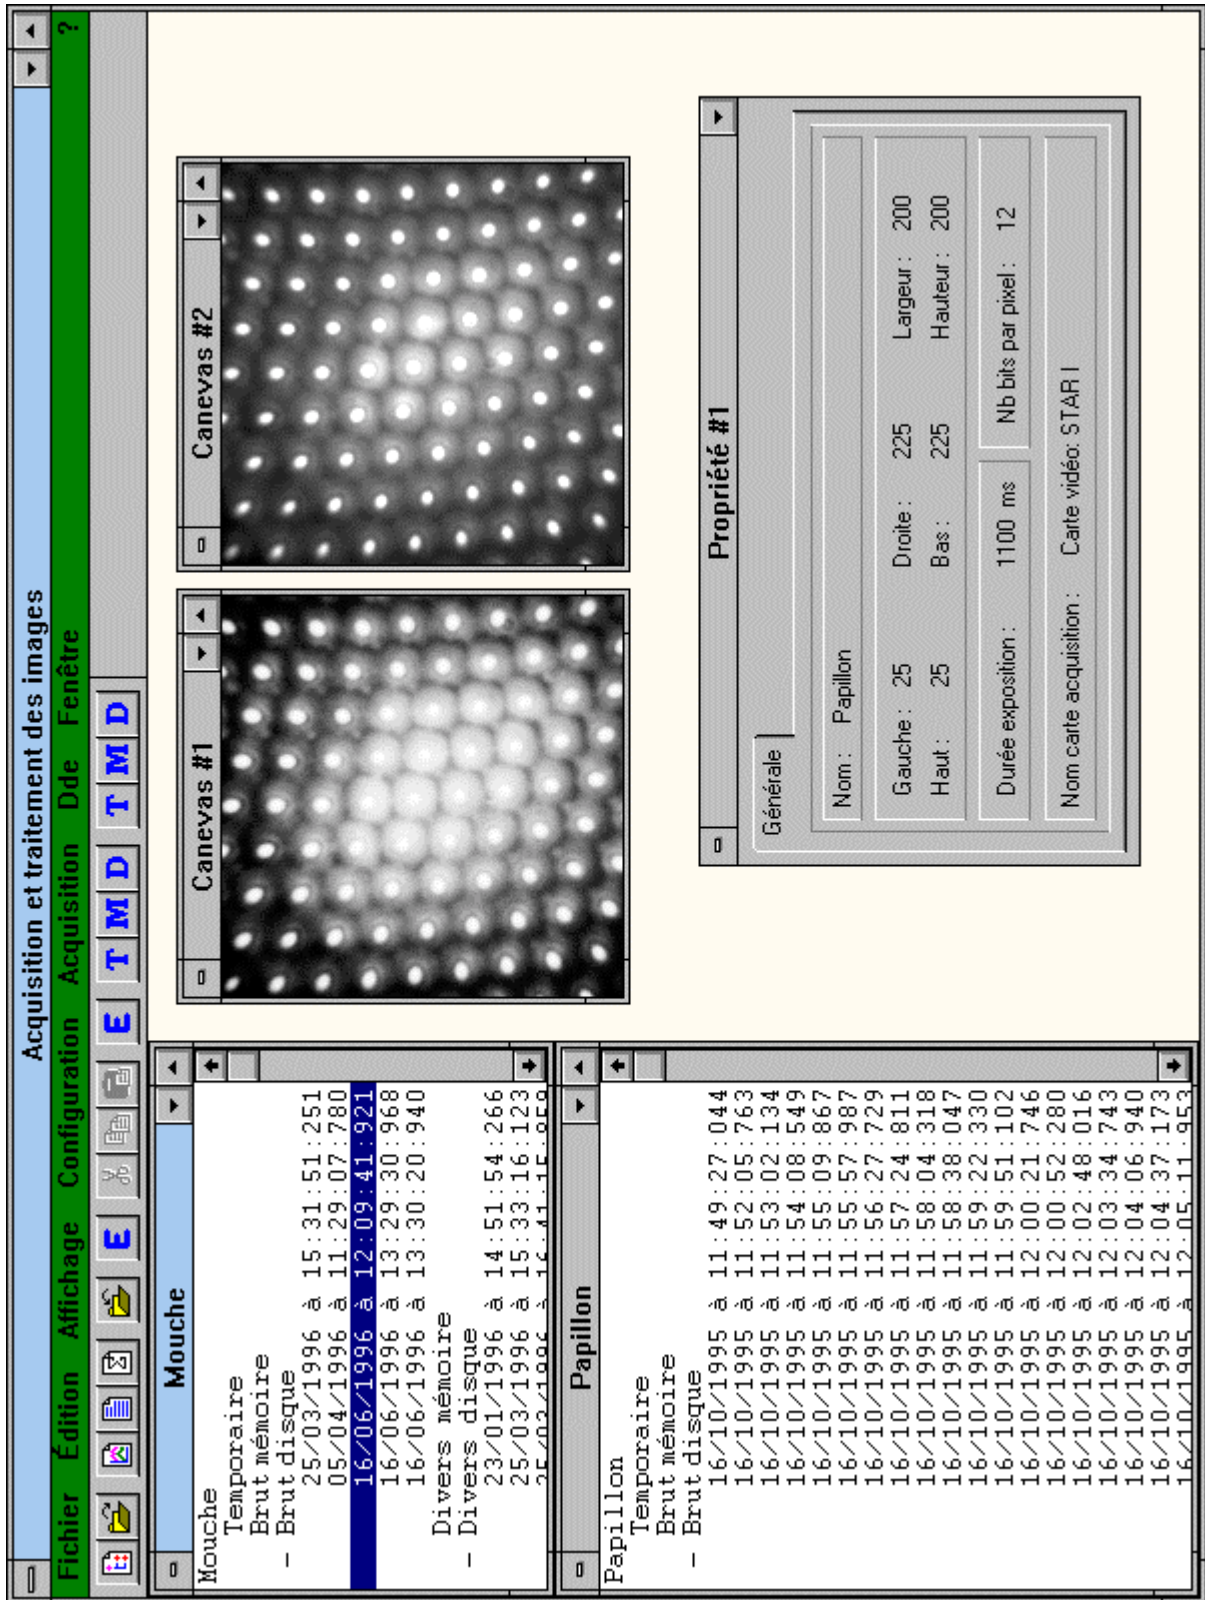 Acquisition et traitement des images
Fichier Édition Affichage Configuration Acquisition Dde Fenêtre ?
E E T M D T M D
Mouche
Mouche
Temporaire
Brut mémoire
– Brut disque
25/03/1996 à 15:31:51:251
05/04/1996 à 11:29:07:780
16/06/1996 à 12:09:41:921
16/06/1996 à 13:29:30:968
16/06/1996 à 13:30:20:940
Divers mémoire
– Divers disque
23/01/1996 à 14:51:54:266
25/03/1996 à 15:33:16:123
Papillon
Papillon
Temporaire
Brut mémoire
– Brut disque
16/10/1995 à 11:49:27:044
16/10/1995 à 11:52:05:763
16/10/1995 à 11:53:02:134
16/10/1995 à 11:54:08:549
16/10/1995 à 11:55:09:867
16/10/1995 à 11:55:57:987
16/10/1995 à 11:56:27:729
16/10/1995 à 11:57:24:811
16/10/1995 à 11:58:04:318
16/10/1995 à 11:58:38:047
16/10/1995 à 11:59:22:330
16/10/1995 à 11:59:51:102
16/10/1995 à 12:00:21:746
16/10/1995 à 12:00:52:280
16/10/1995 à 12:02:48:016
16/10/1995 à 12:03:34:743
16/10/1995 à 12:04:06:940
16/10/1995 à 12:04:37:173
16/10/1995 à 12:05:11:953
Canevas #1
Canevas #2
Propriété #1
Générale
Nom : Papillon
Gauche : 25 Droite : 225 Largeur : 200
Haut : 25 Bas : 225 Hauteur : 200
Durée exposition : 1100 ms Nb bits par pixel : 12
Nom carte acquisition : Carte vidéo: STAR I